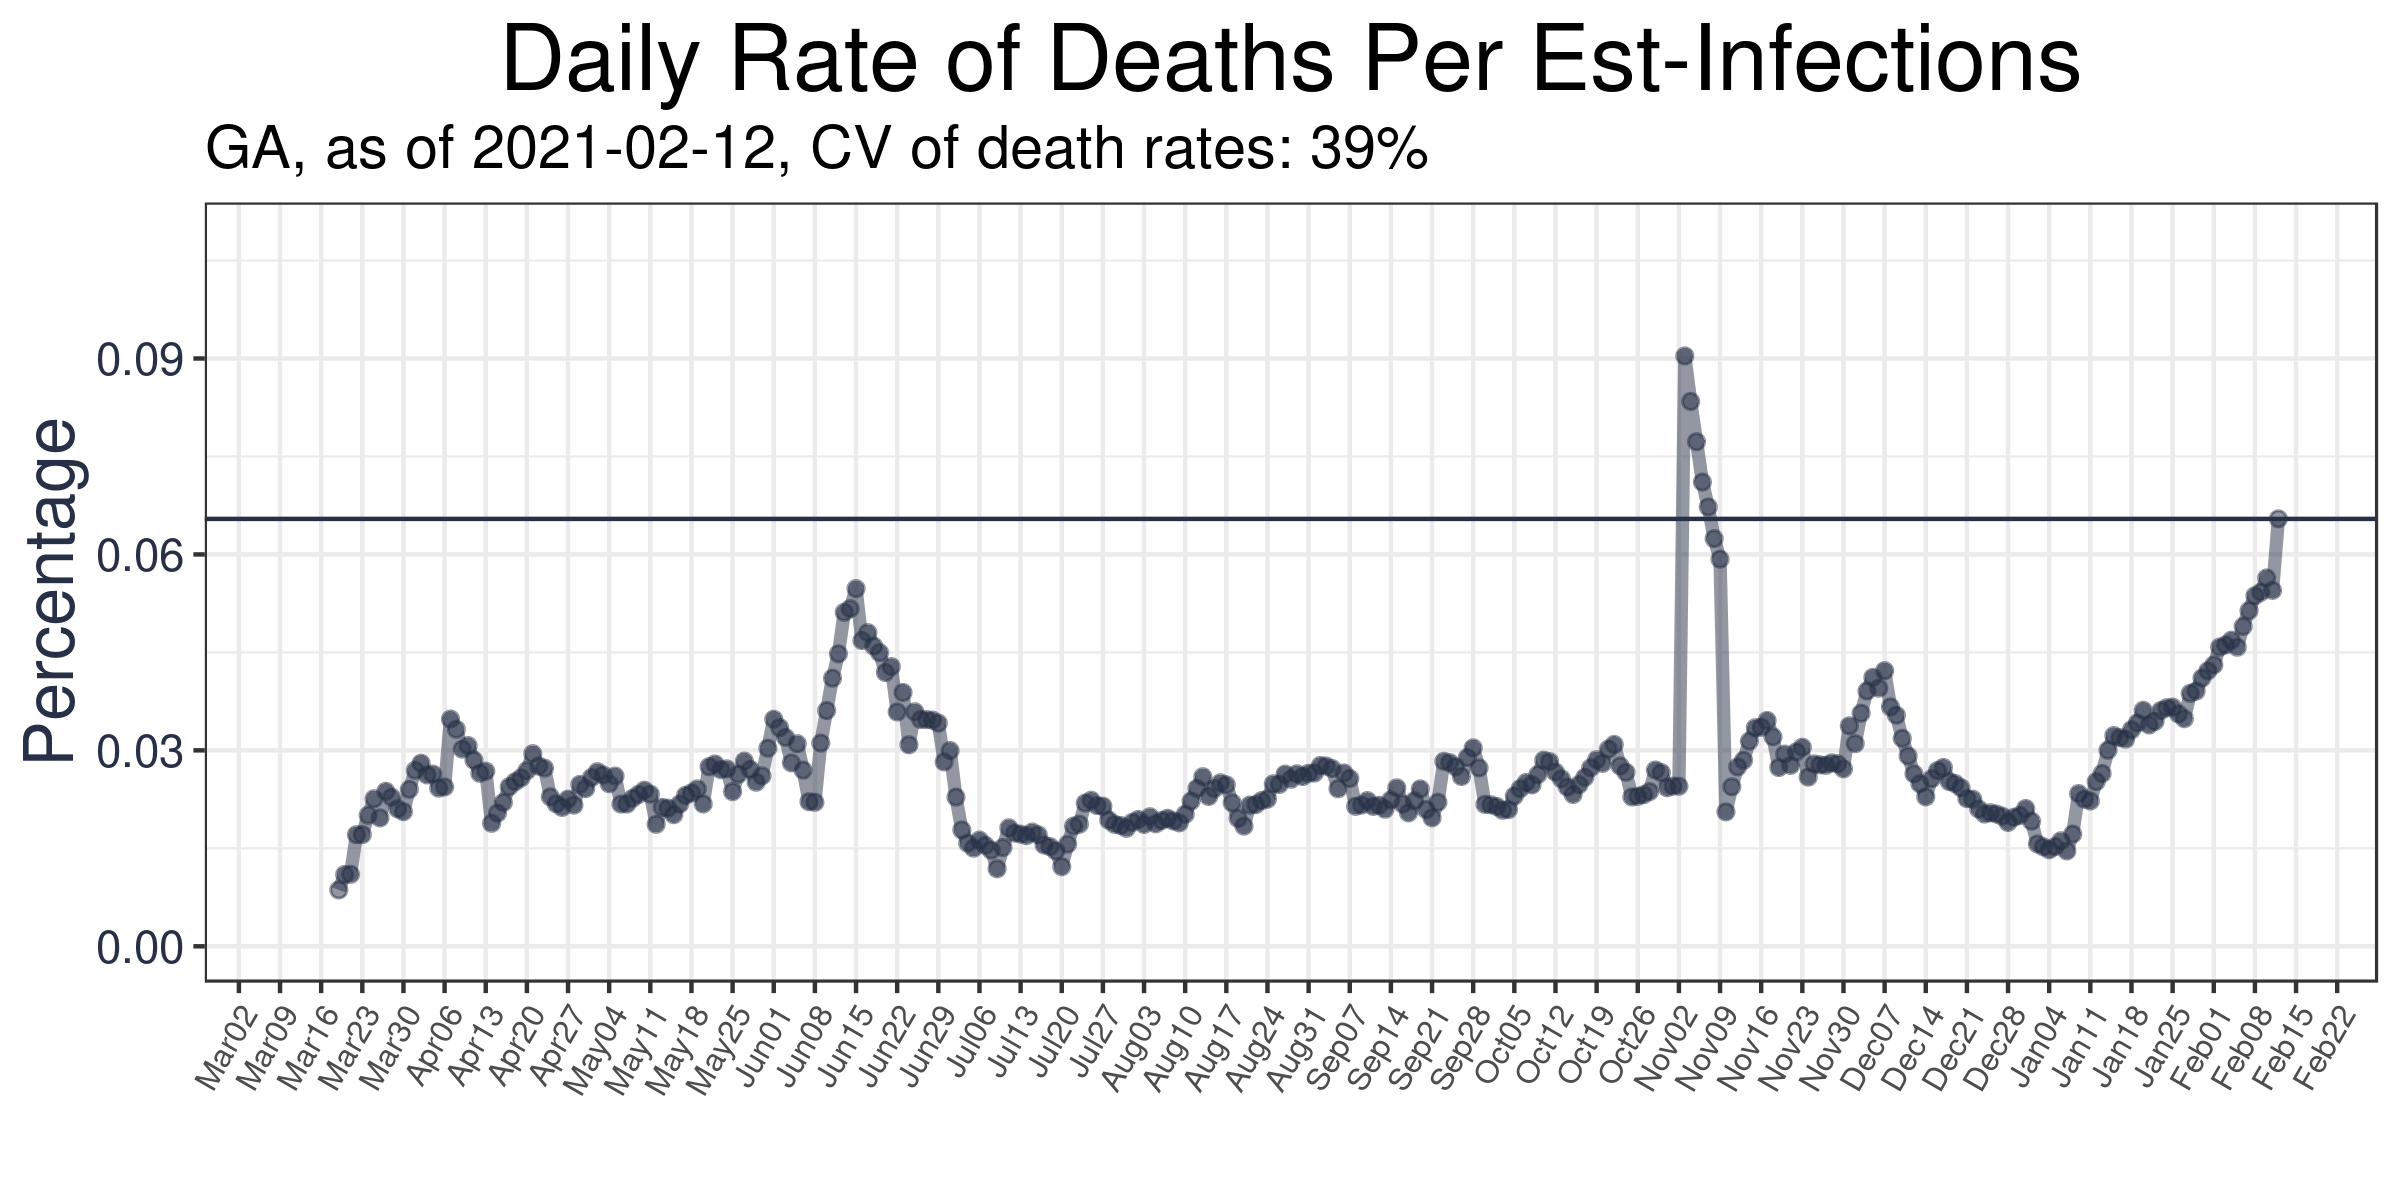 Daily Rate of Deaths Per Est-Infections
GA, as of 2021-02-12, CV of death rates: 39%
Percentage
0.09
0.06
0.03
0.00
Mar02
Mar09
Mar16
Mar23
Mar30
Apr06
Apr13
Apr20
Apr27
May04
May11
May18
May25
Jun01
Jun08
Jun15
Jun22
Jun29
Jul06
Jul13
Jul20
Jul27
Aug03
Aug10
Aug17
Aug24
Aug31
Sep07
Sep14
Sep21
Sep28
Oct05
Oct12
Oct19
Oct26
Nov02
Nov09
Nov16
Nov23
Nov30
Dec07
Dec14
Dec21
Dec28
Jan04
Jan11
Jan18
Jan25
Feb01
Feb08
Feb15
Feb22